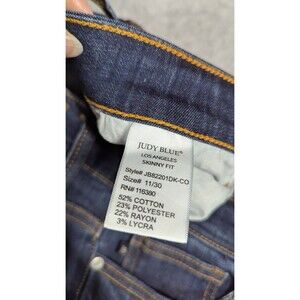 JUDY BLUE®
LOS ANGELES
SKINNY FIT
Style# JB82201DK-CO
Size# 11/30
RN# 116380
52% COTTON
23% POLYESTER
22% RAYON
3% LYCRA